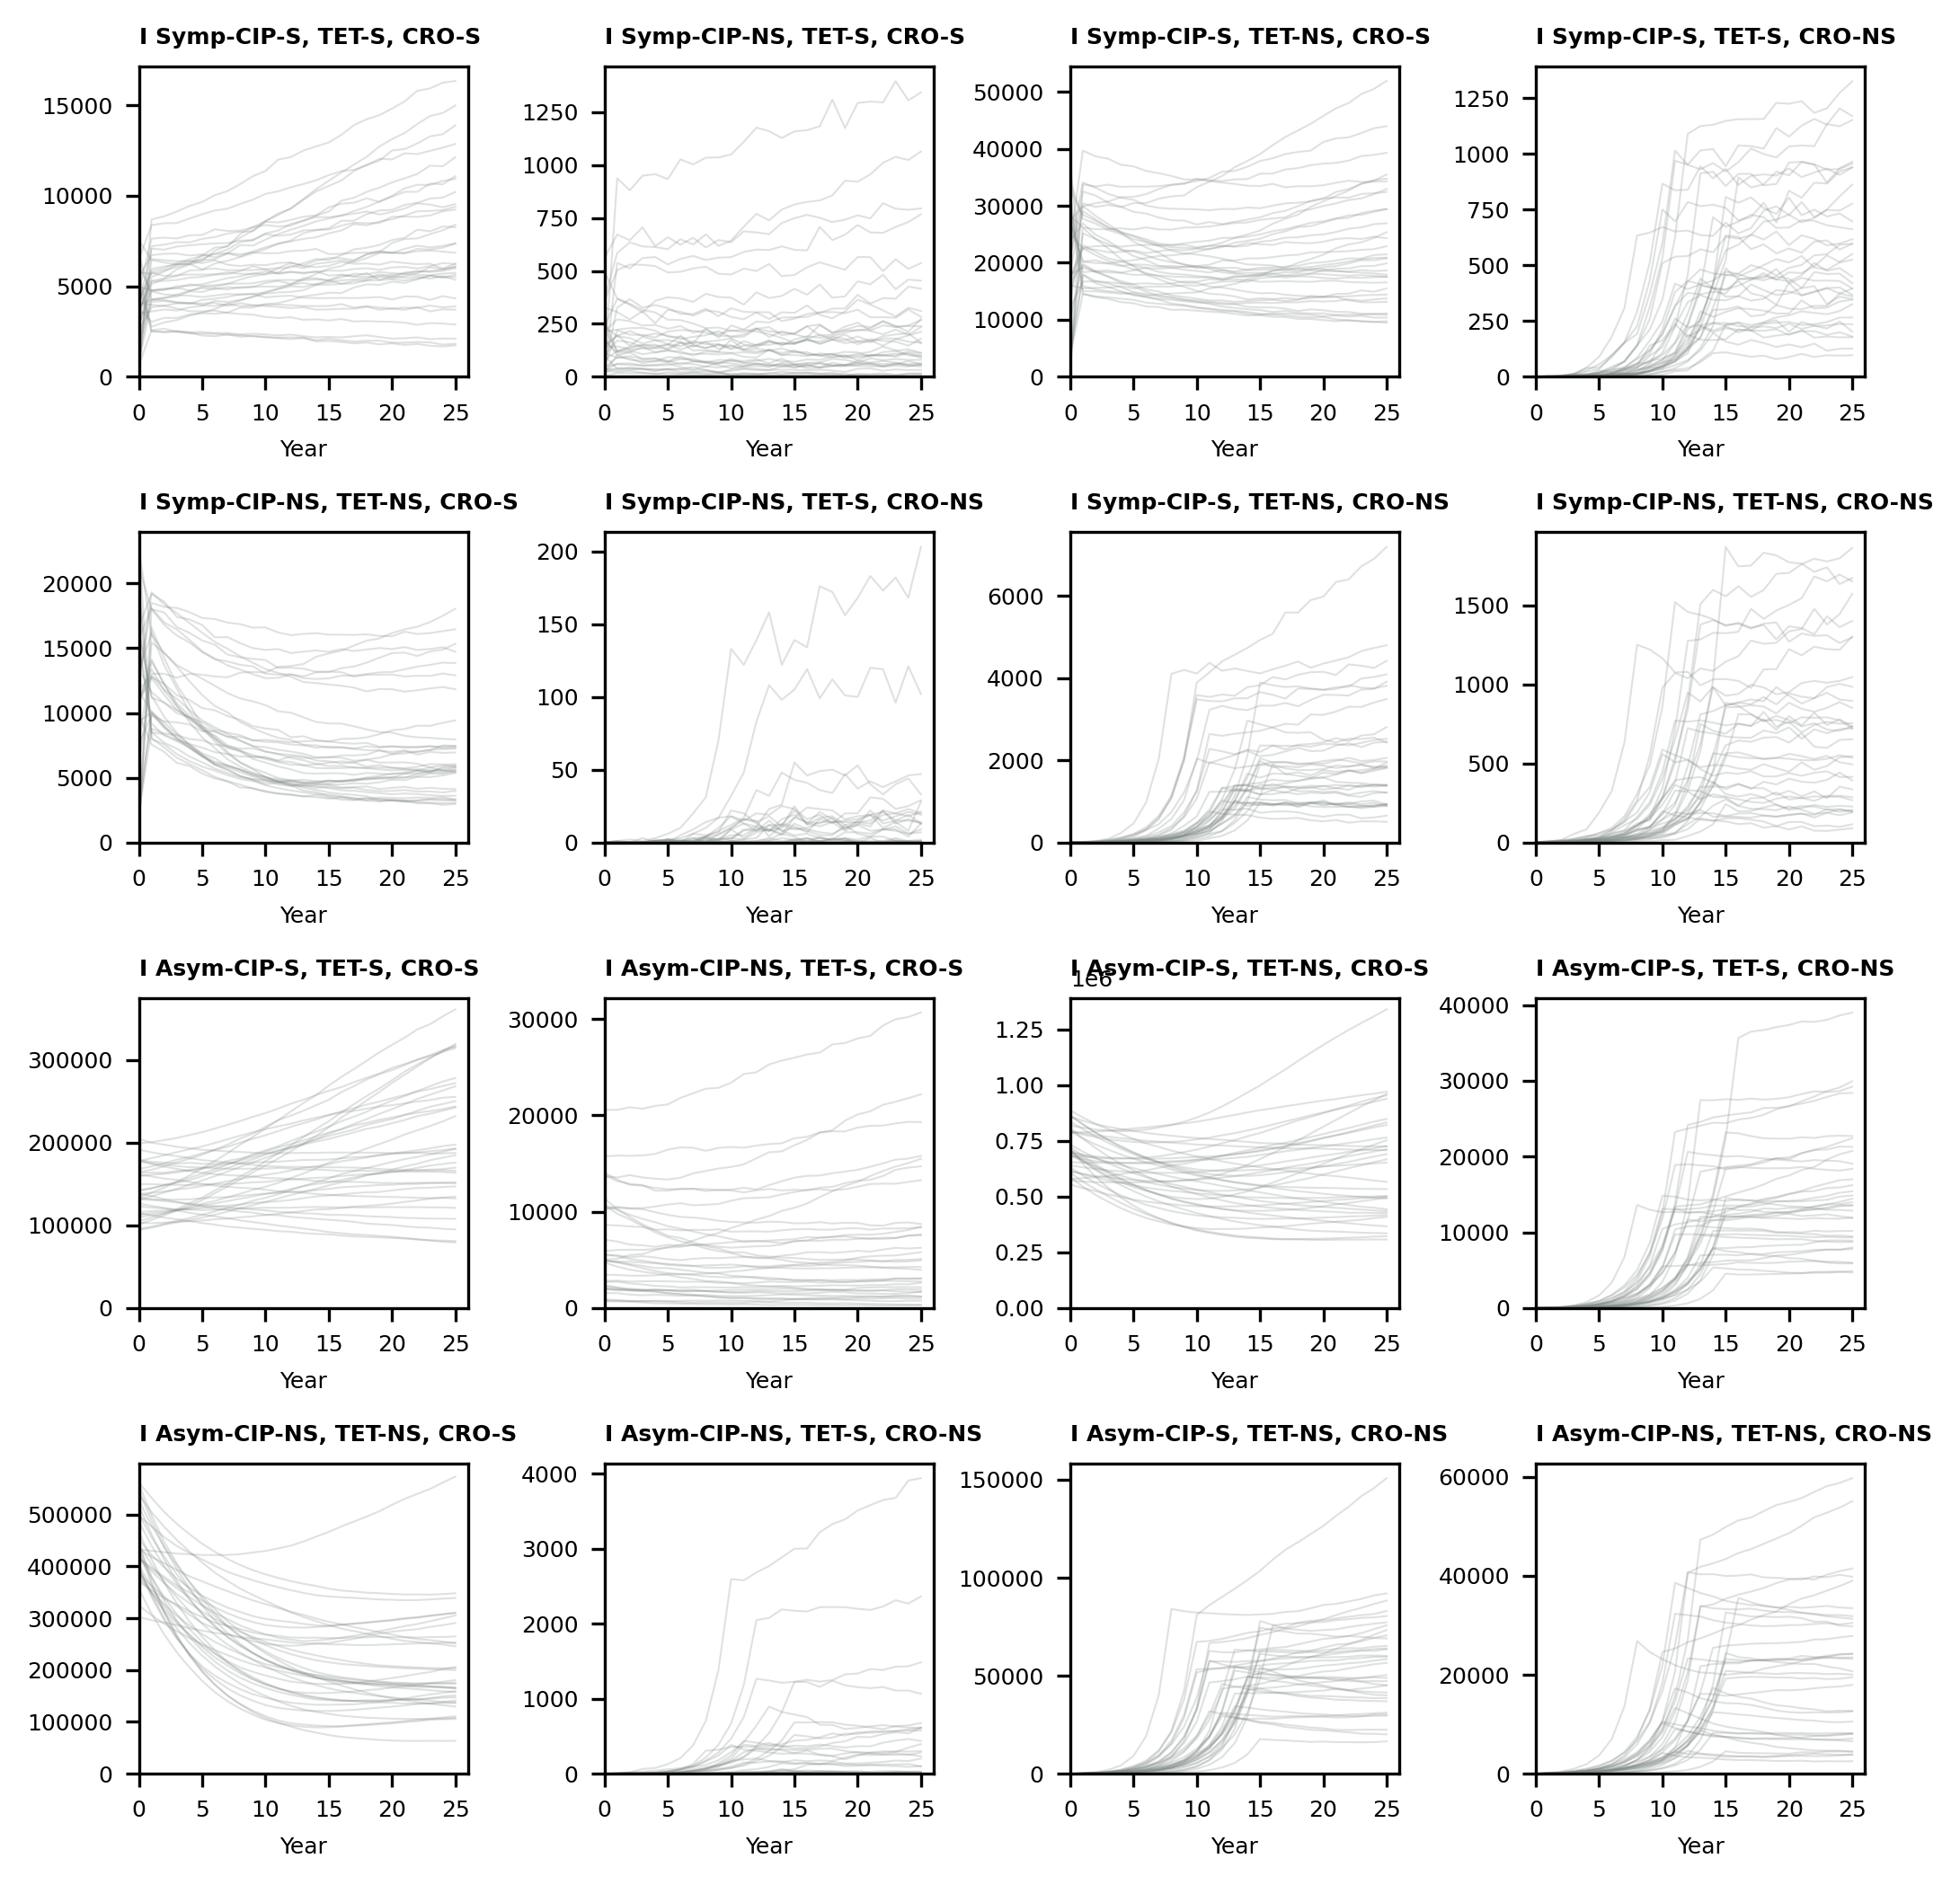 I Symp-CIP-S, TET-S, CRO-S
15000
10000
5000
0
0 5 10 15 20 25
Year
I Symp-CIP-NS, TET-S, CRO-S
1250
1000
750
500
250
0
0 5 10 15 20 25
Year
I Symp-CIP-S, TET-NS, CRO-S
50000
40000
30000
20000
10000
0
0 5 10 15 20 25
Year
I Symp-CIP-S, TET-S, CRO-NS
1250
1000
750
500
250
0
0 5 10 15 20 25
Year
I Symp-CIP-NS, TET-NS, CRO-S
20000
15000
10000
5000
0
0 5 10 15 20 25
Year
I Symp-CIP-NS, TET-S, CRO-NS
200
150
100
50
0
0 5 10 15 20 25
Year
I Symp-CIP-S, TET-NS, CRO-NS
6000
4000
2000
0
0 5 10 15 20 25
Year
I Symp-CIP-NS, TET-NS, CRO-NS
1500
1000
500
0
0 5 10 15 20 25
Year
I Asym-CIP-S, TET-S, CRO-S
300000
200000
100000
0
0 5 10 15 20 25
Year
I Asym-CIP-NS, TET-S, CRO-S
30000
20000
10000
0
0 5 10 15 20 25
Year
I Asym-CIP-S, TET-NS, CRO-S
1e6
1.25
1.00
0.75
0.50
0.25
0.00
0 5 10 15 20 25
Year
I Asym-CIP-S, TET-S, CRO-NS
40000
30000
20000
10000
0
0 5 10 15 20 25
Year
I Asym-CIP-NS, TET-NS, CRO-S
500000
400000
300000
200000
100000
0
0 5 10 15 20 25
Year
I Asym-CIP-NS, TET-S, CRO-NS
4000
3000
2000
1000
0
0 5 10 15 20 25
Year
I Asym-CIP-S, TET-NS, CRO-NS
150000
100000
50000
0
0 5 10 15 20 25
Year
I Asym-CIP-NS, TET-NS, CRO-NS
60000
40000
20000
0
0 5 10 15 20 25
Year